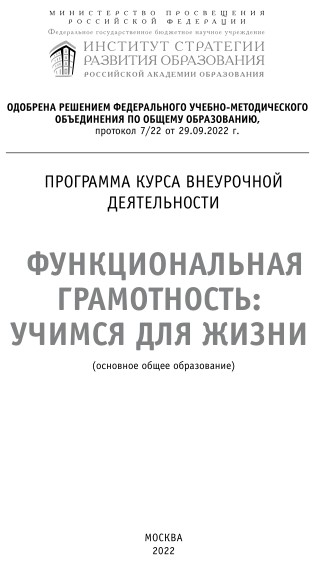 МИНИСТЕРСТВО ПРОСВЕЩЕНИЯ
РОССИЙСКОЙ ФЕДЕРАЦИИ
Федеральное государственное бюджетное научное учреждение
ИНСТИТУТ СТРАТЕГИИ
РАЗВИТИЯ ОБРАЗОВАНИЯ
РОССИЙСКОЙ АКАДЕМИИ ОБРАЗОВАНИЯ
ОДОБРЕНА РЕШЕНИЕМ ФЕДЕРАЛЬНОГО УЧЕБНО-МЕТОДИЧЕСКОГО
ОБЪЕДИНЕНИЯ ПО ОБЩЕМУ ОБРАЗОВАНИЮ,
протокол 7/22 от 29.09.2022 г.
ПРОГРАММА КУРСА ВНЕУРОЧНОЙ
ДЕЯТЕЛЬНОСТИ
ФУНКЦИОНАЛЬНАЯ
ГРАМОТНОСТЬ:
УЧИМСЯ ДЛЯ ЖИЗНИ
(основное общее образование)
МОСКВА
2022